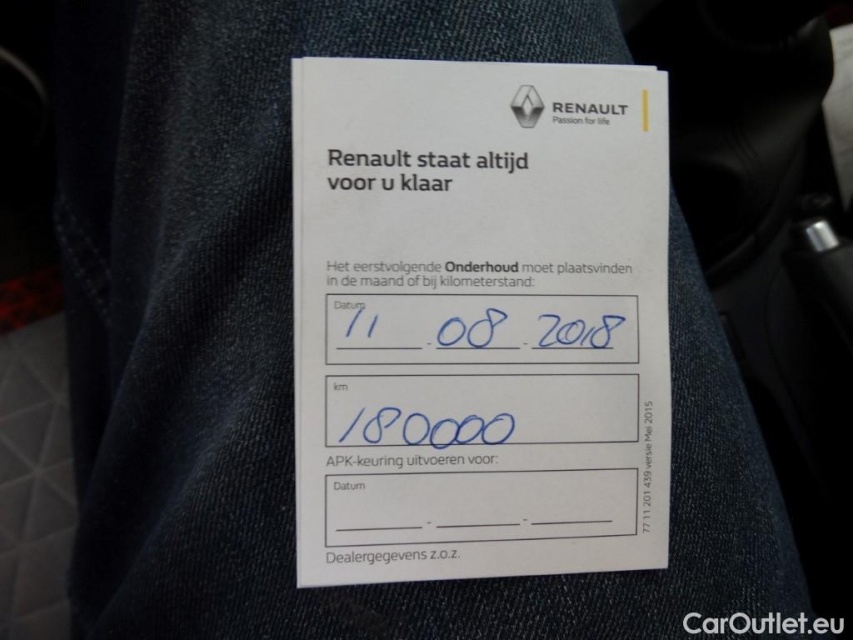 RENAULT
Passion for life
Renault staat altijd
voor u klaar
Het eerstvolgende Onderhoud moet plaatsvinden
in de maand of bij kilometerstand:
Datum
11 . 08 . 2018
km
180000
APK-keuring uitvoeren voor:
Datum
Dealergegevens z.o.z.
77 11 201 439 versie Mei 2015
CarOutlet.eu